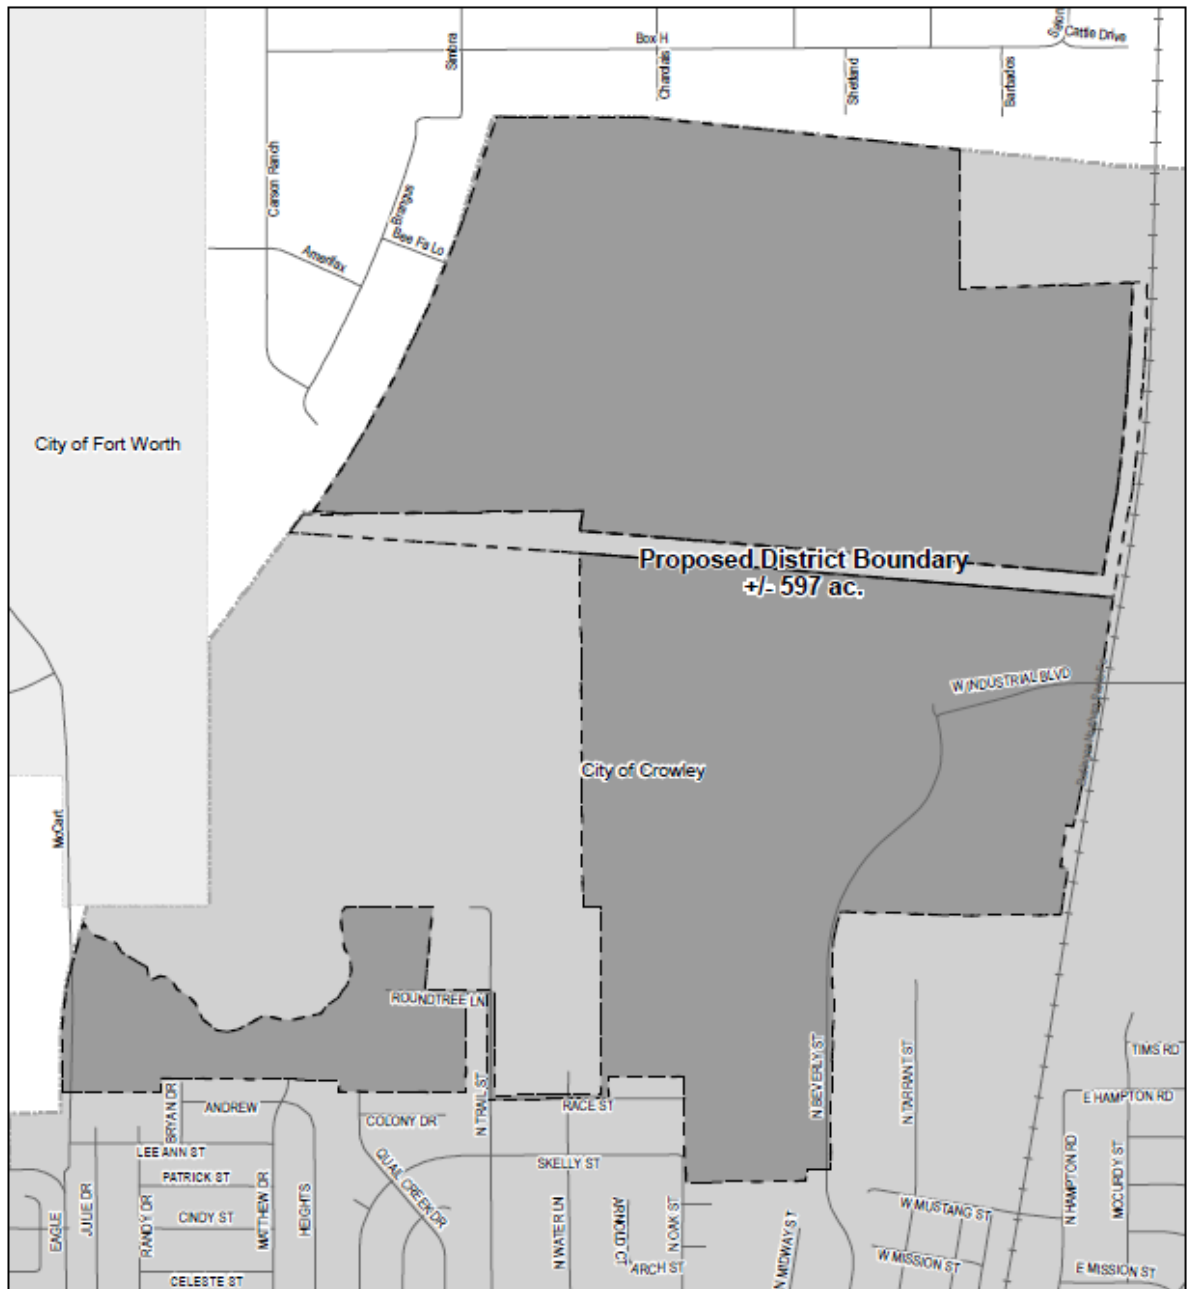 Box H
Cattle Drive
Simbra
Charolais
Shetland
Barbados
Carson Ranch
Brangus
Bee Fa Lo
Amerifax
City of Fort Worth
Proposed District Boundary
+/- 597 ac.
W INDUSTRIAL BLVD
City of Crowley
McCart
ROUNDTREE LN
N TRAIL ST
N BEVERLY ST
N TARRANT ST
TIMS RD
E HAMPTON RD
BRYAN DR
ANDREW
COLONY DR
RACE ST
LEE ANN ST
SKELLY ST
PATRICK ST
QUAIL CREEK DR
CINDY ST
EAGLE
JULIE DR
RANDY DR
MATTHEW DR
HEIGHTS
N WATER LN
ARNOLD CT
N OAK ST
N MIDWAY ST
W MUSTANG ST
N HAMPTON RD
MCCURDY ST
W MISSION ST
E MISSION ST
ARCH ST
CELESTE ST